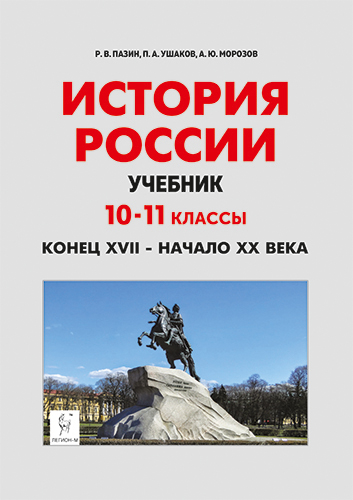 Р. В. ПАЗИН, П. А. УШАКОВ, А. Ю. МОРОЗОВ
ИСТОРИЯ
РОССИИ
УЧЕБНИК
10-11 КЛАССЫ
КОНЕЦ XVII – НАЧАЛО XX ВЕКА
ЛЕГИОН-М